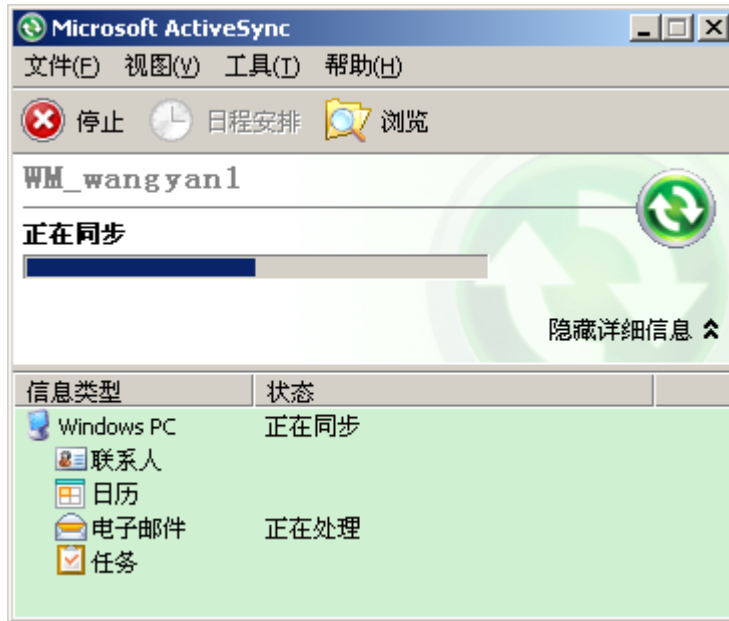 Microsoft ActiveSync
文件(F) 视图(V) 工具(T) 帮助(H)
停止 日程安排 浏览
WM_wangyan1
正在同步
隐藏详细信息
信息类型 状态
Windows PC 正在同步
联系人
日历
电子邮件 正在处理
任务